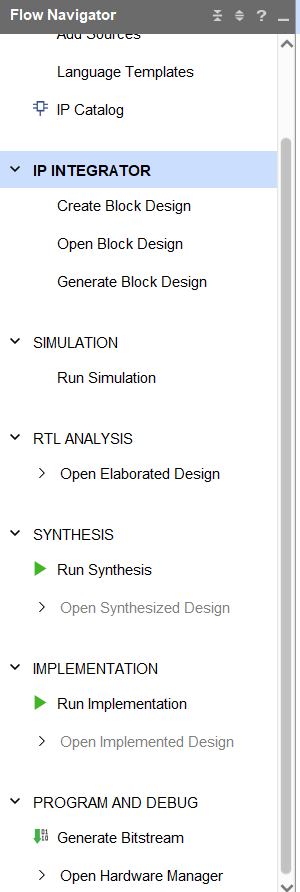 Flow Navigator
?
Add Sources
Language Templates
IP Catalog
IP INTEGRATOR
Create Block Design
Open Block Design
Generate Block Design
SIMULATION
Run Simulation
RTL ANALYSIS
Open Elaborated Design
SYNTHESIS
Run Synthesis
Open Synthesized Design
IMPLEMENTATION
Run Implementation
Open Implemented Design
PROGRAM AND DEBUG
Generate Bitstream
Open Hardware Manager